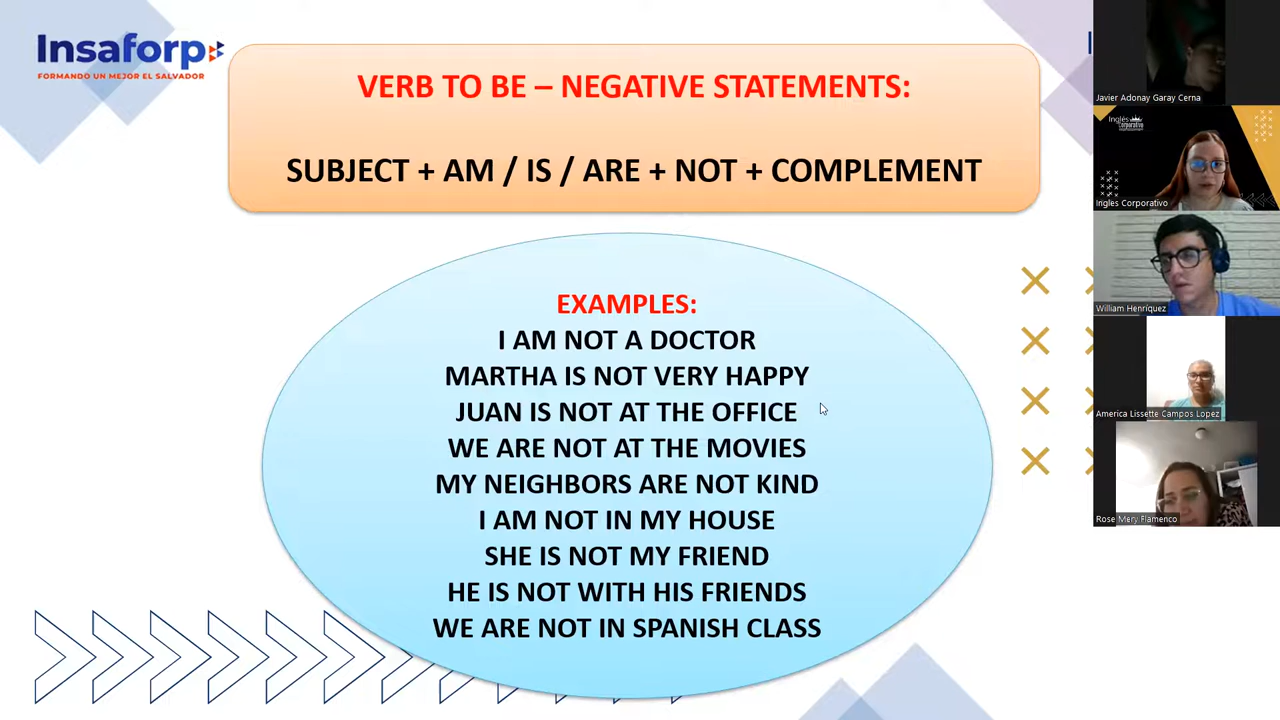 Insaforp
FORMANDO UN MEJOR EL SALVADOR
VERB TO BE – NEGATIVE STATEMENTS:
SUBJECT + AM / IS / ARE + NOT + COMPLEMENT
EXAMPLES:
I AM NOT A DOCTOR
MARTHA IS NOT VERY HAPPY
JUAN IS NOT AT THE OFFICE
WE ARE NOT AT THE MOVIES
MY NEIGHBORS ARE NOT KIND
I AM NOT IN MY HOUSE
SHE IS NOT MY FRIEND
HE IS NOT WITH HIS FRIENDS
WE ARE NOT IN SPANISH CLASS
Javier Adonay Garay Cerna
Inglés
Corporativo
Ingles Corporativo
William Henríquez
America Lissette Campos Lopez
Rose Mery Flamenco